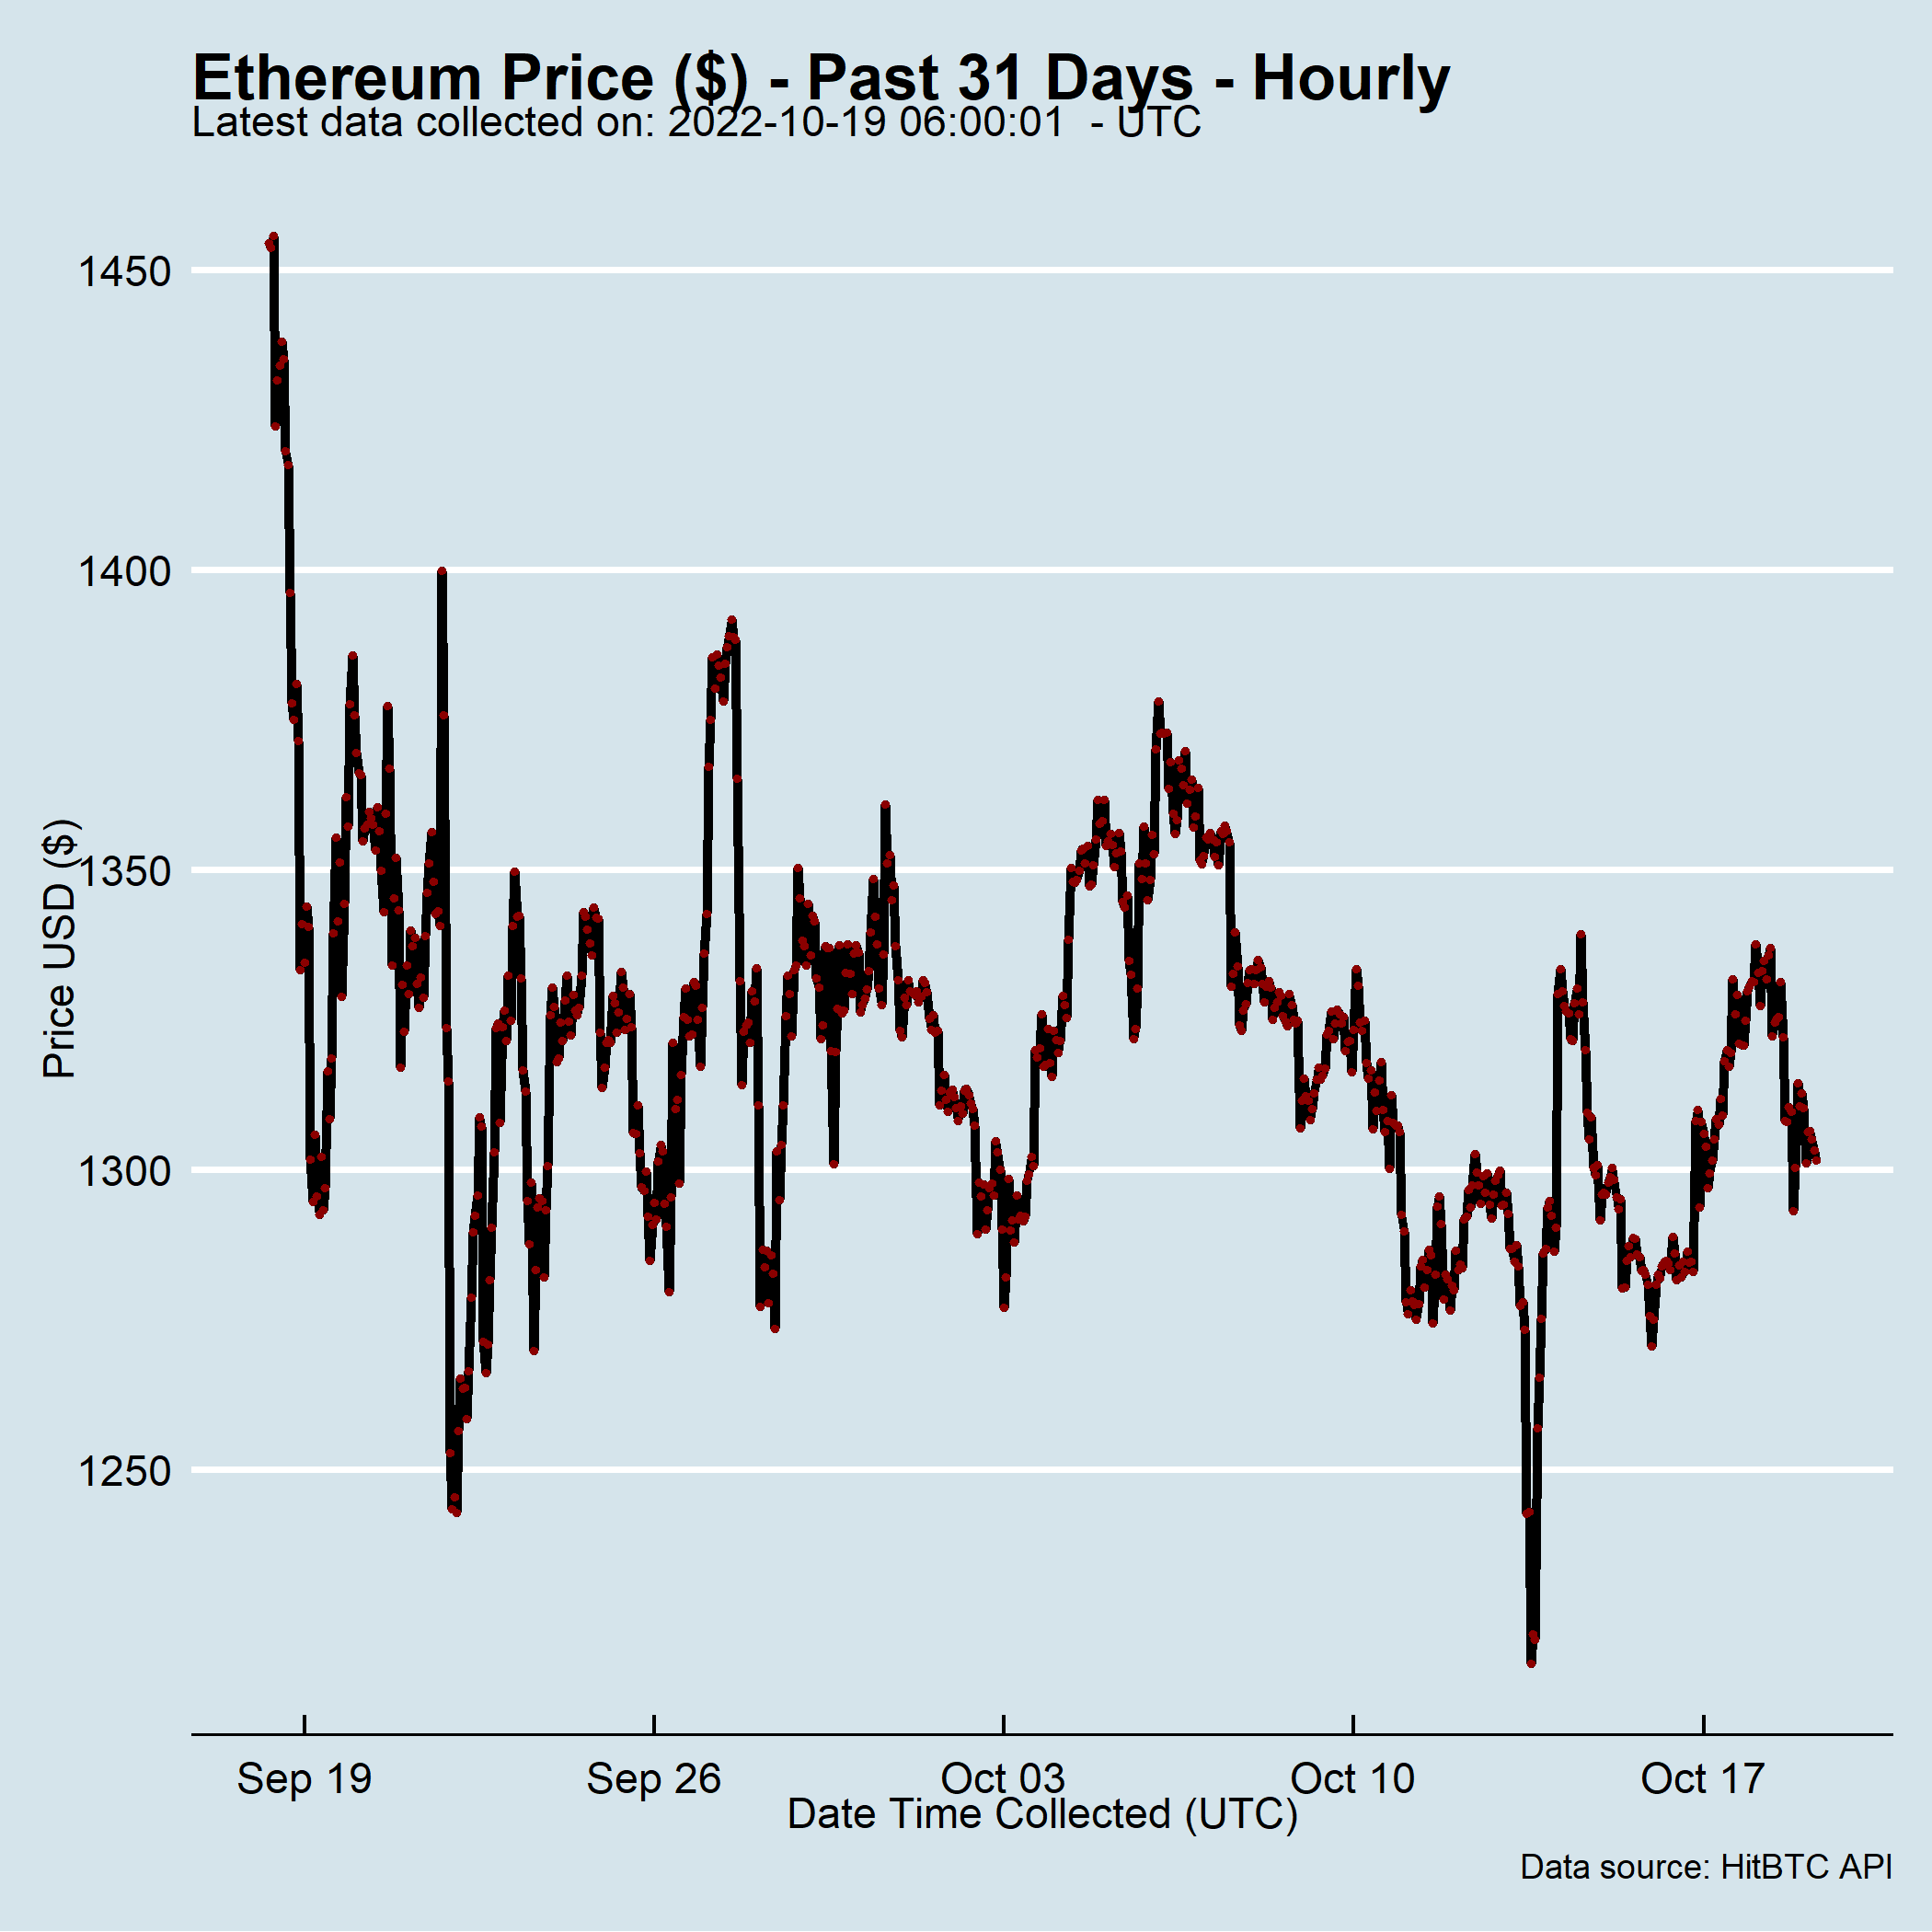 Ethereum Price ($) - Past 31 Days - Hourly
Latest data collected on: 2022-10-19 06:00:01  - UTC
Price USD ($)
1450
1400
1350
1300
1250
Sep 19 Sep 26 Oct 03 Oct 10 Oct 17
Date Time Collected (UTC)
Data source: HitBTC API